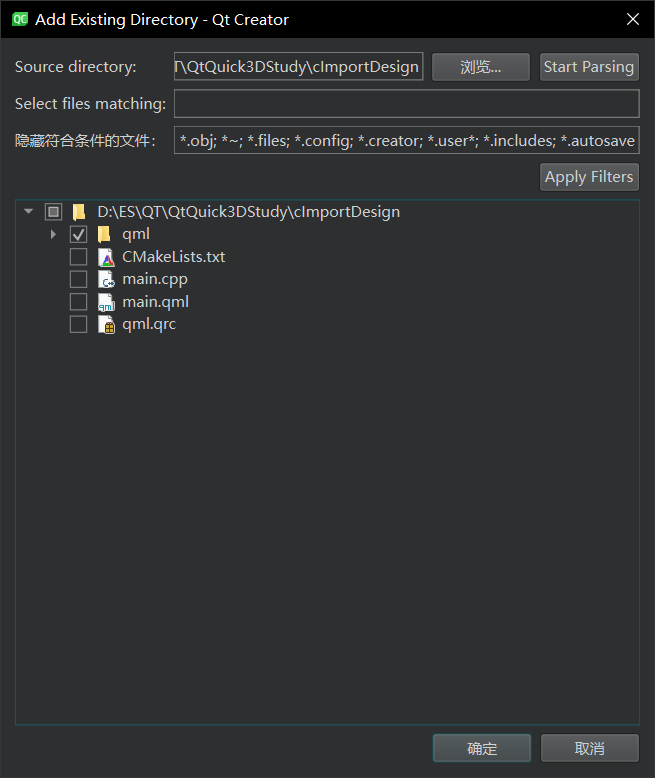 Add Existing Directory - Qt Creator
Source directory: T\QtQuick3DStudy\cImportDesign 浏览... Start Parsing
Select files matching:
隐藏符合条件的文件: *.obj; *~; *.files; *.config; *.creator; *.user*; *.includes; *.autosave
Apply Filters
D:\ES\QT\QtQuick3DStudy\cImportDesign
qml
CMakeLists.txt
main.cpp
main.qml
qml.qrc
确定 取消